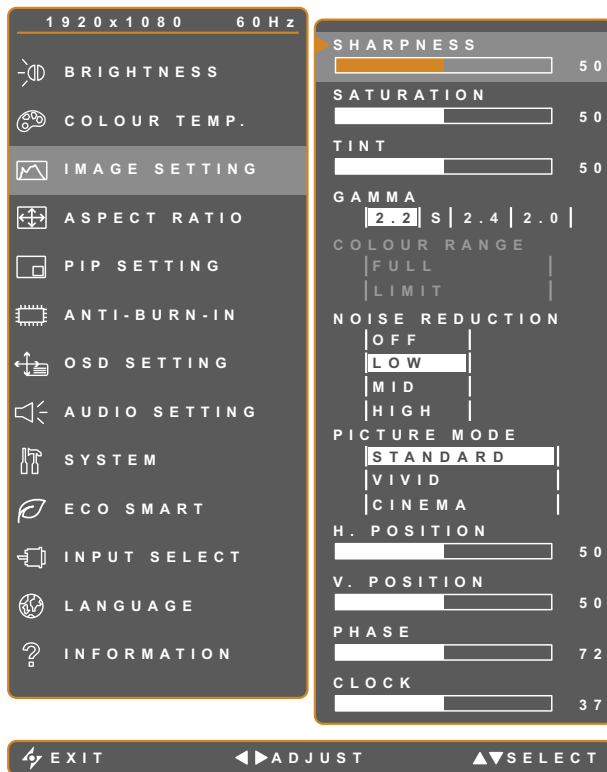 1920x1080 60Hz
BRIGHTNESS
COLOUR TEMP.
IMAGE SETTING
ASPECT RATIO
PIP SETTING
ANTI-BURN-IN
OSD SETTING
AUDIO SETTING
SYSTEM
ECO SMART
INPUT SELECT
LANGUAGE
INFORMATION
SHARPNESS
50
SATURATION
50
TINT
50
GAMMA
2.2 S 2.4 2.0
COLOUR RANGE
FULL
LIMIT
NOISE REDUCTION
OFF
LOW
MID
HIGH
PICTURE MODE
STANDARD
VIVID
CINEMA
H. POSITION
50
V. POSITION
50
PHASE
72
CLOCK
37
EXIT ADJUST SELECT